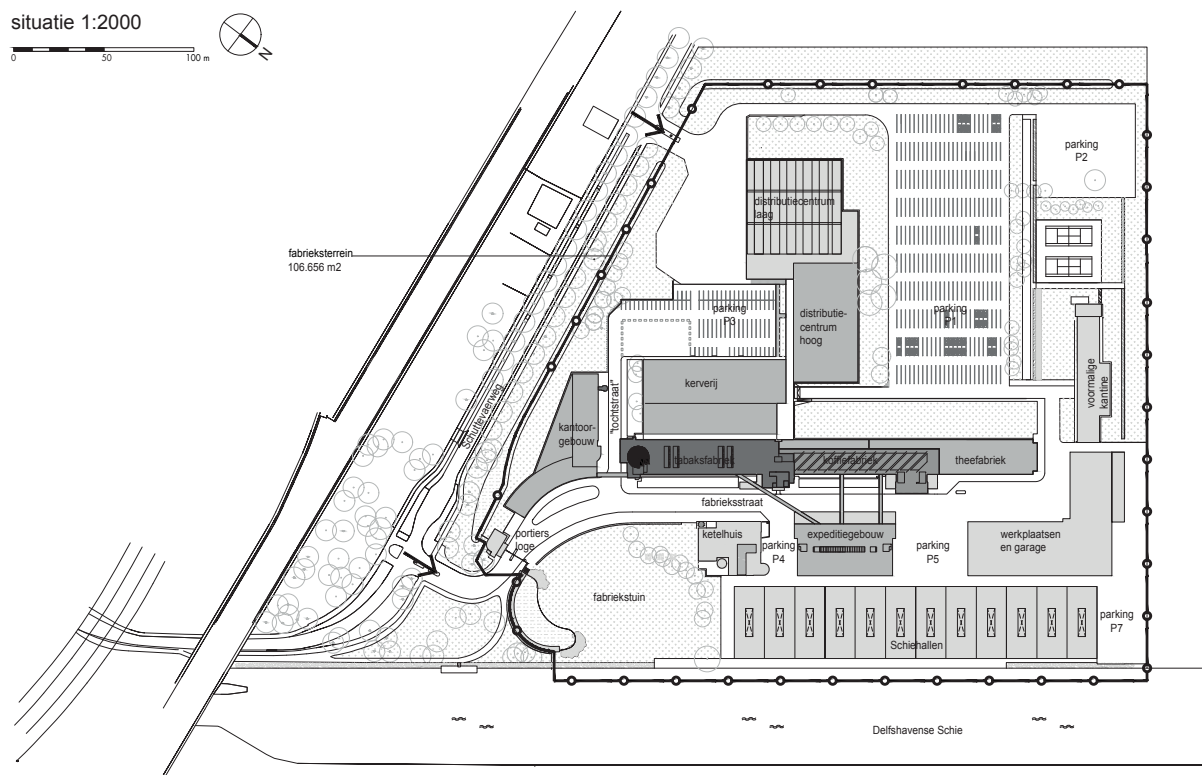 situatie 1:2000
0 50 100 m
N
parking
P2
distributiecentrum
laag
fabrieksterrein
106.656 m2
parking
P3
distributie-
centrum
hoog
parking
P1
Schuttevaerweg
"tochtstraat"
kerverij
voormalige
kantine
kantoor-
gebouw
tabaksfabriek
koffiefabriek
theefabriek
fabrieksstraat
portiers
loge
ketelhuis
parking
P4
expeditiegebouw
parking
P5
werkplaatsen
en garage
fabriekstuin
parking
P7
Schiehallen
Delfshavense Schie